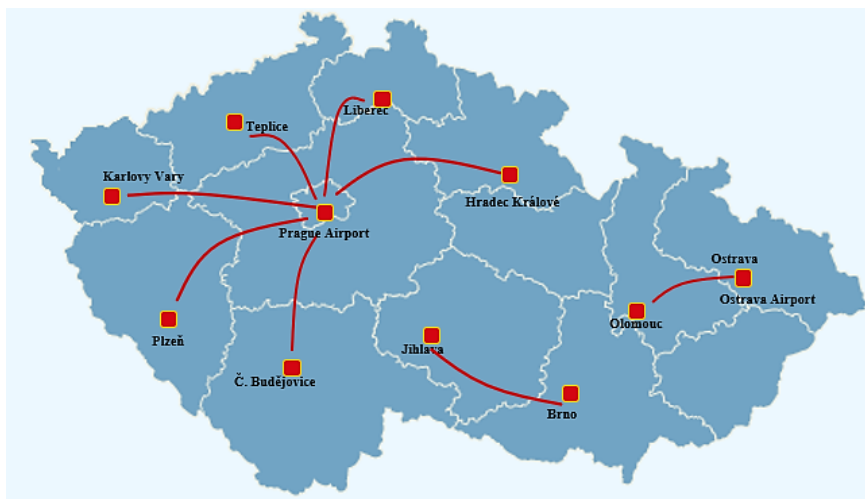 Liberec
Teplice
Karlovy Vary
Hradec Králové
Prague Airport
Ostrava
Ostrava Airport
Olomouc
Plzeň
Jihlava
Č. Budějovice
Brno